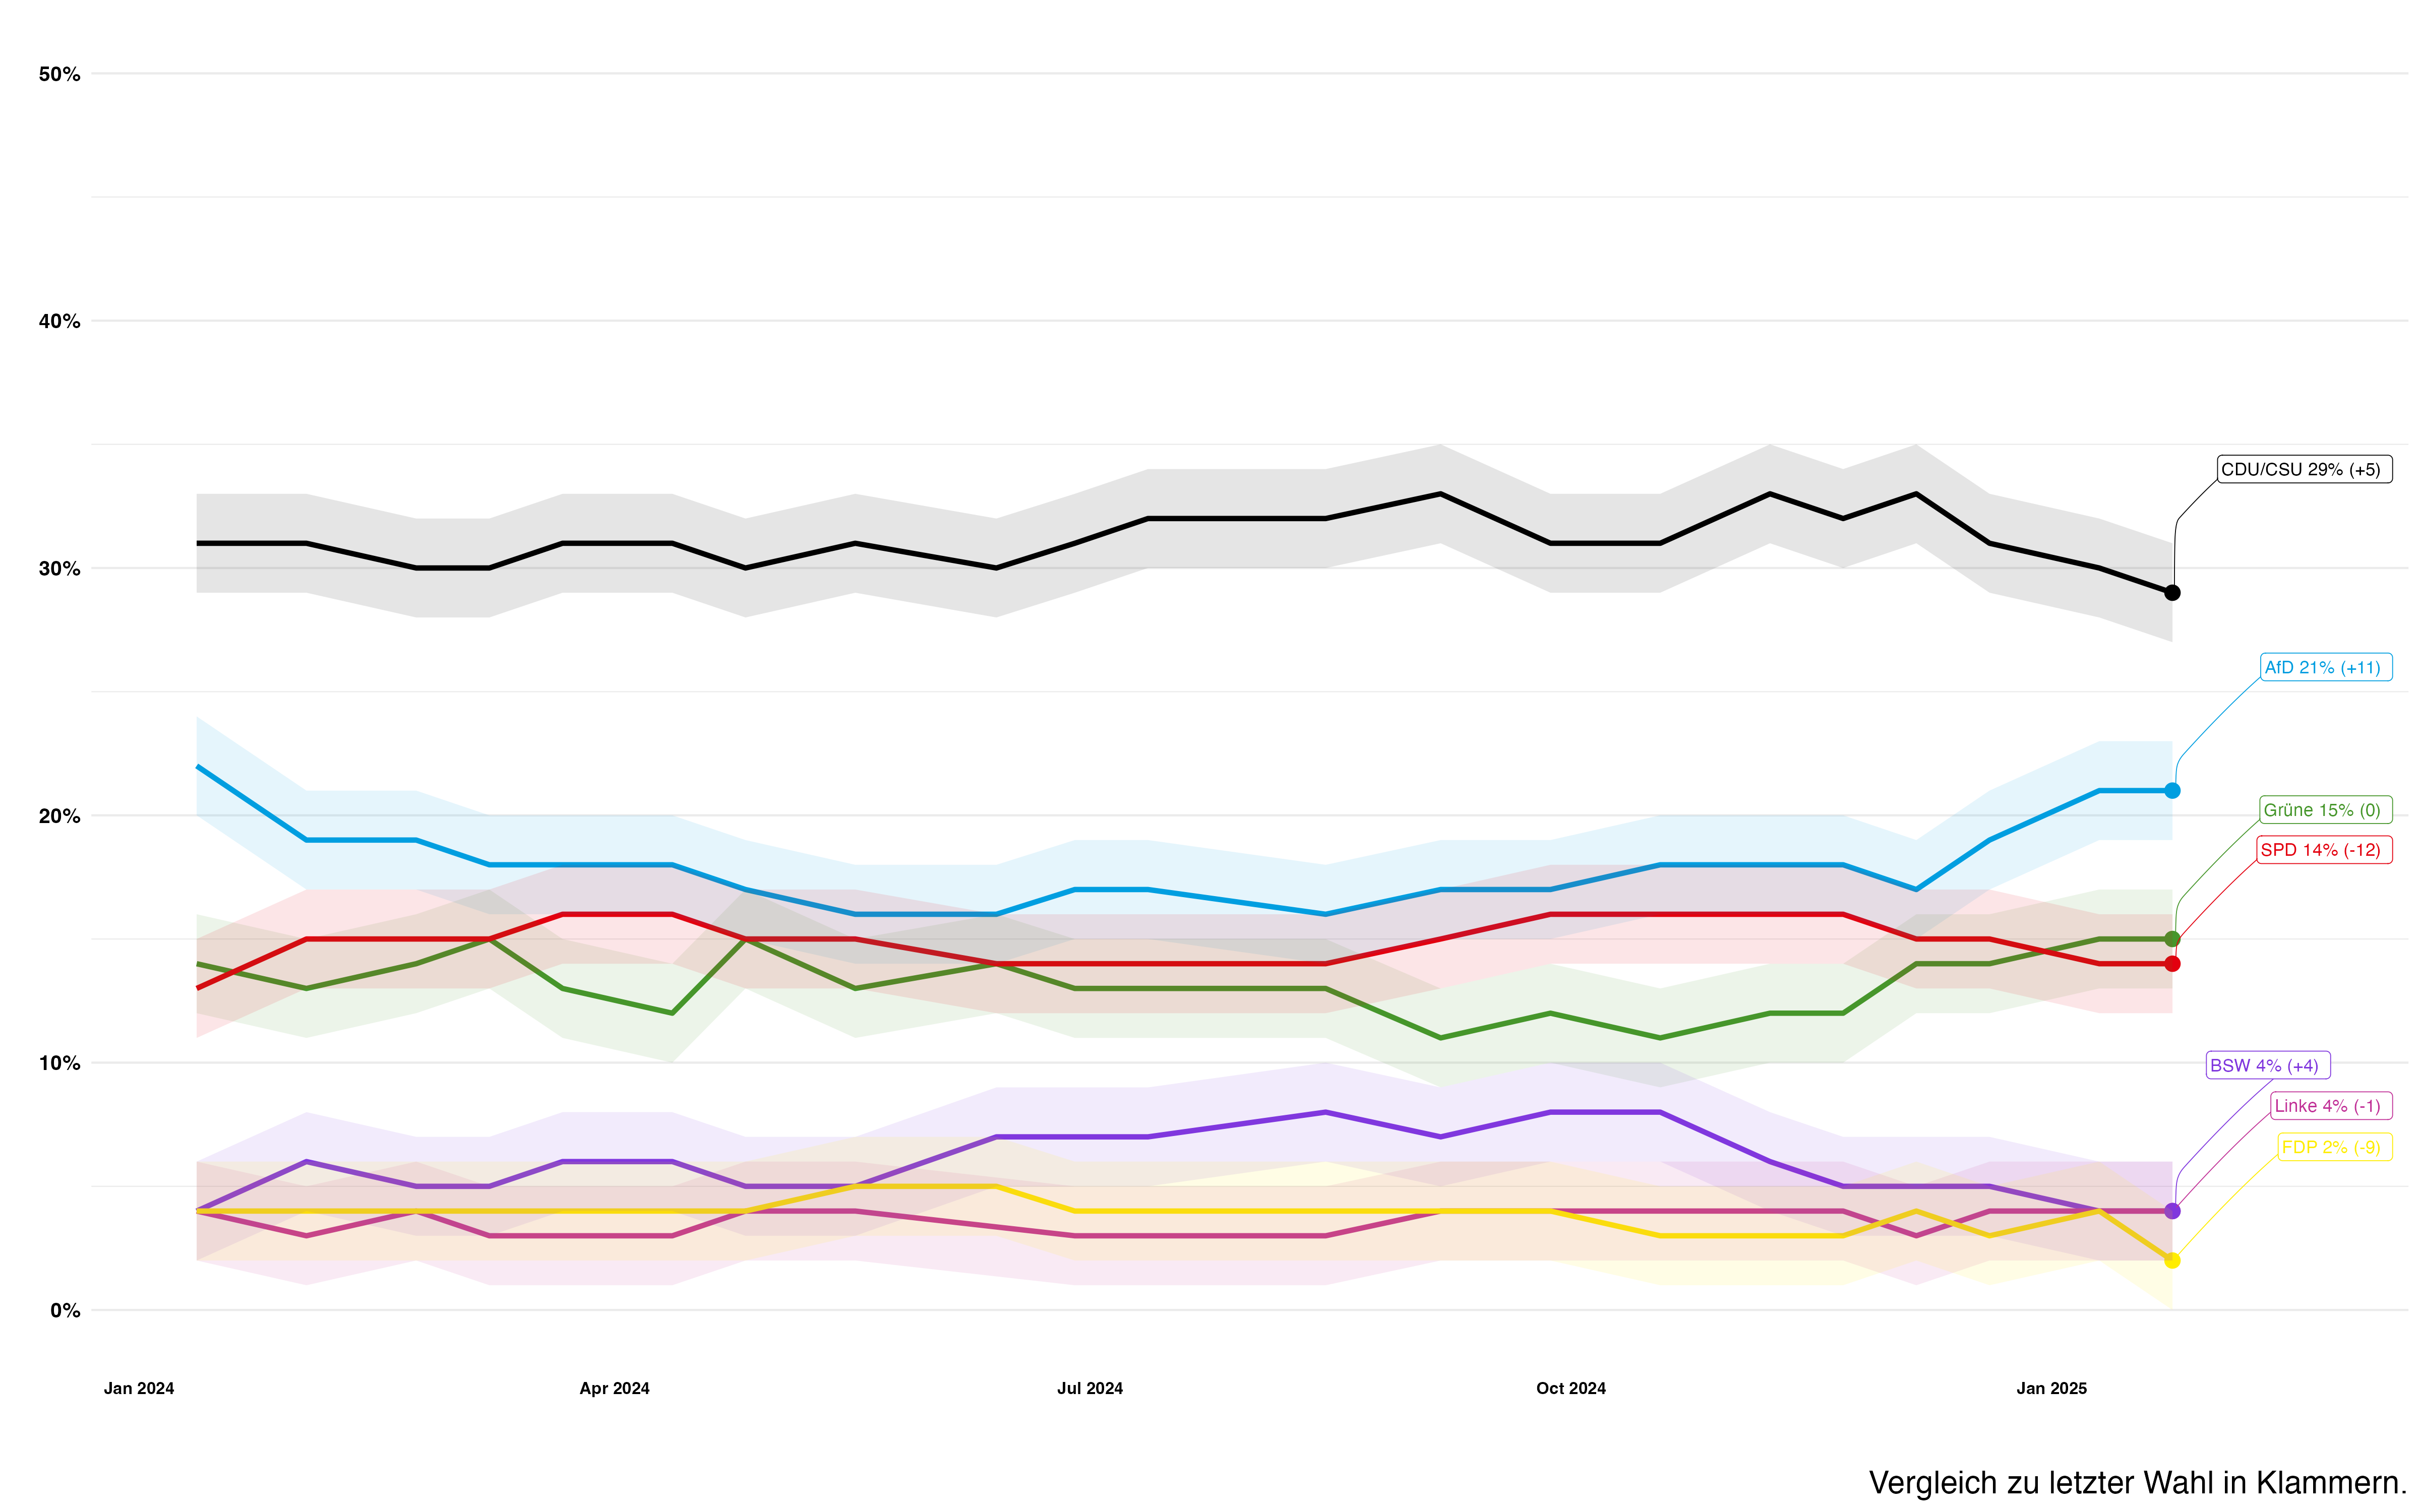 50%
40%
30%
20%
10%
0%
CDU/CSU 29% (+5)
AfD 21% (+11)
Grüne 15% (0)
SPD 14% (-12)
BSW 4% (+4)
Linke 4% (-1)
FDP 2% (-9)
Jan 2024 Apr 2024 Jul 2024 Oct 2024 Jan 2025
Vergleich zu letzter Wahl in Klammern.